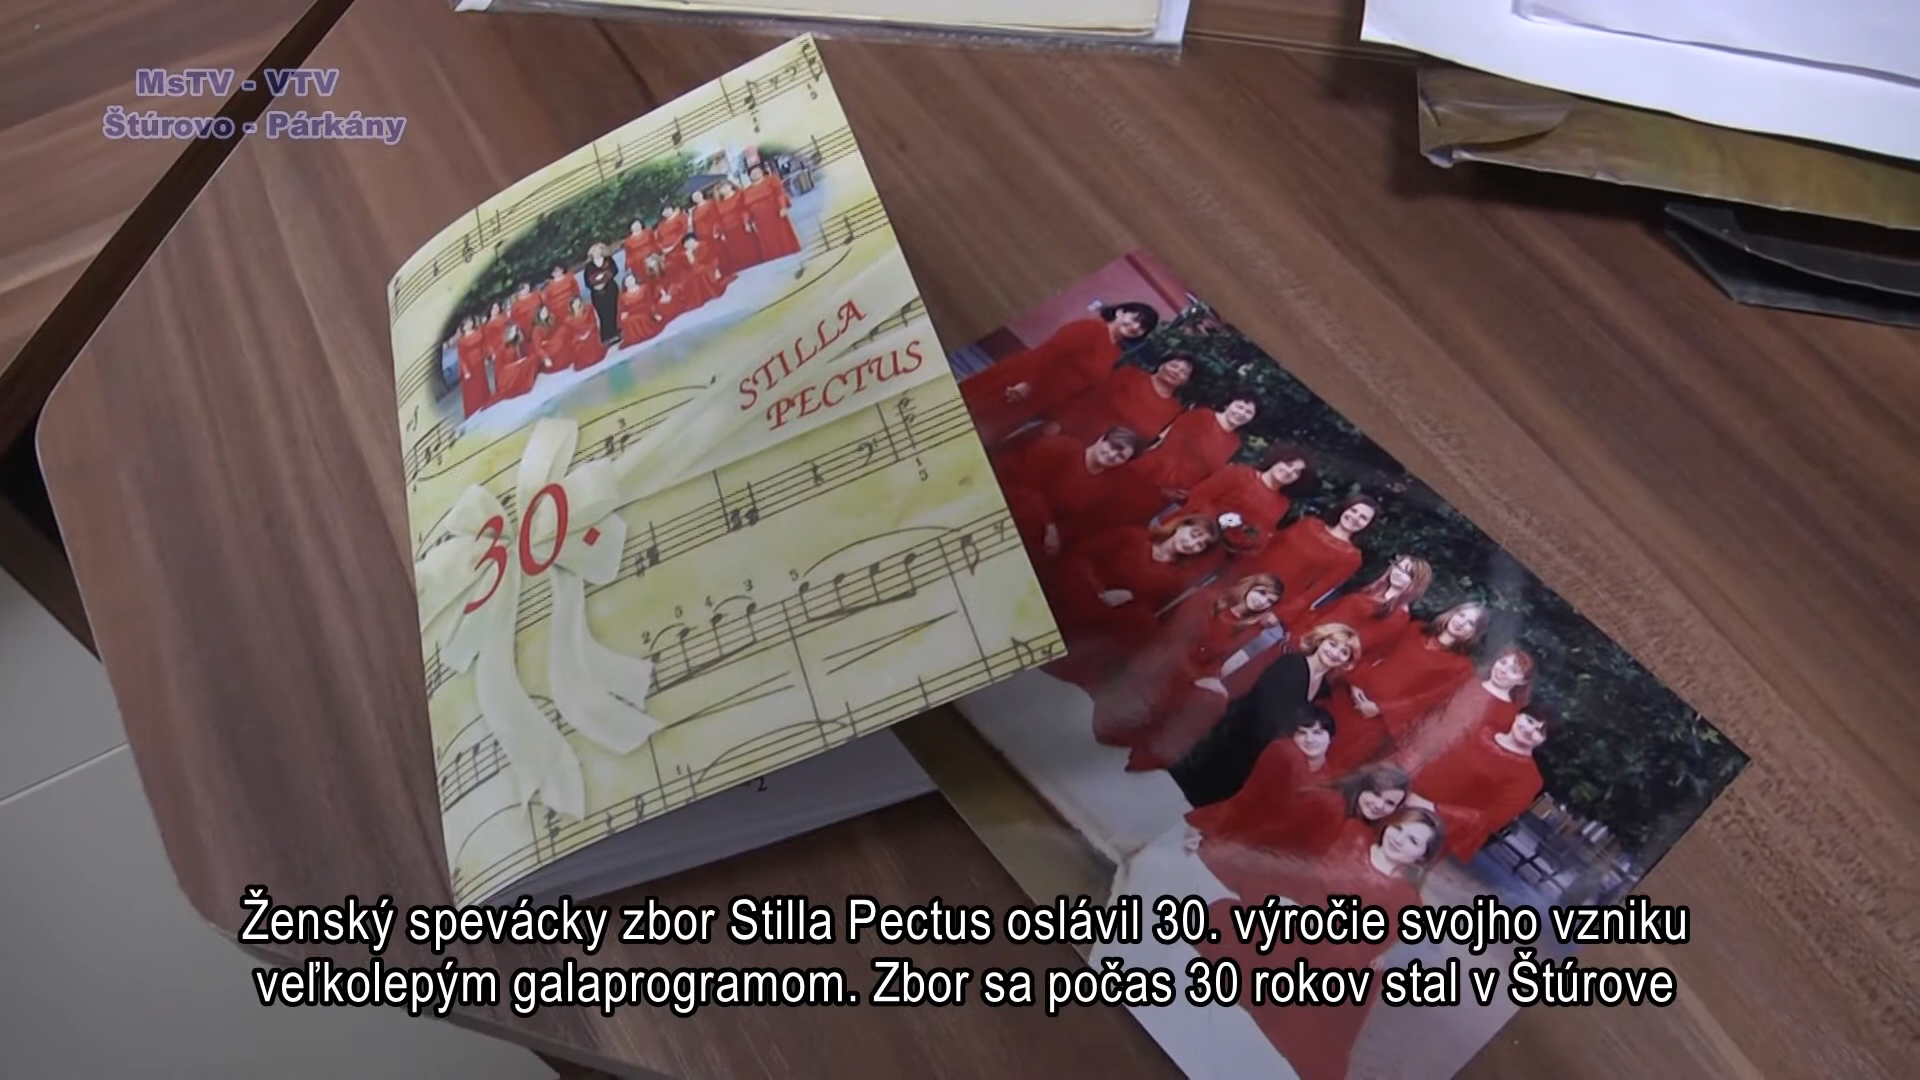 MsTV - VTV
Štúrovo - Párkány
STILLA
PECTUS
30.
Ženský spevácky zbor Stilla Pectus oslávil 30. výročie svojho vzniku
veľkolepým galaprogramom. Zbor sa počas 30 rokov stal v Štúrove